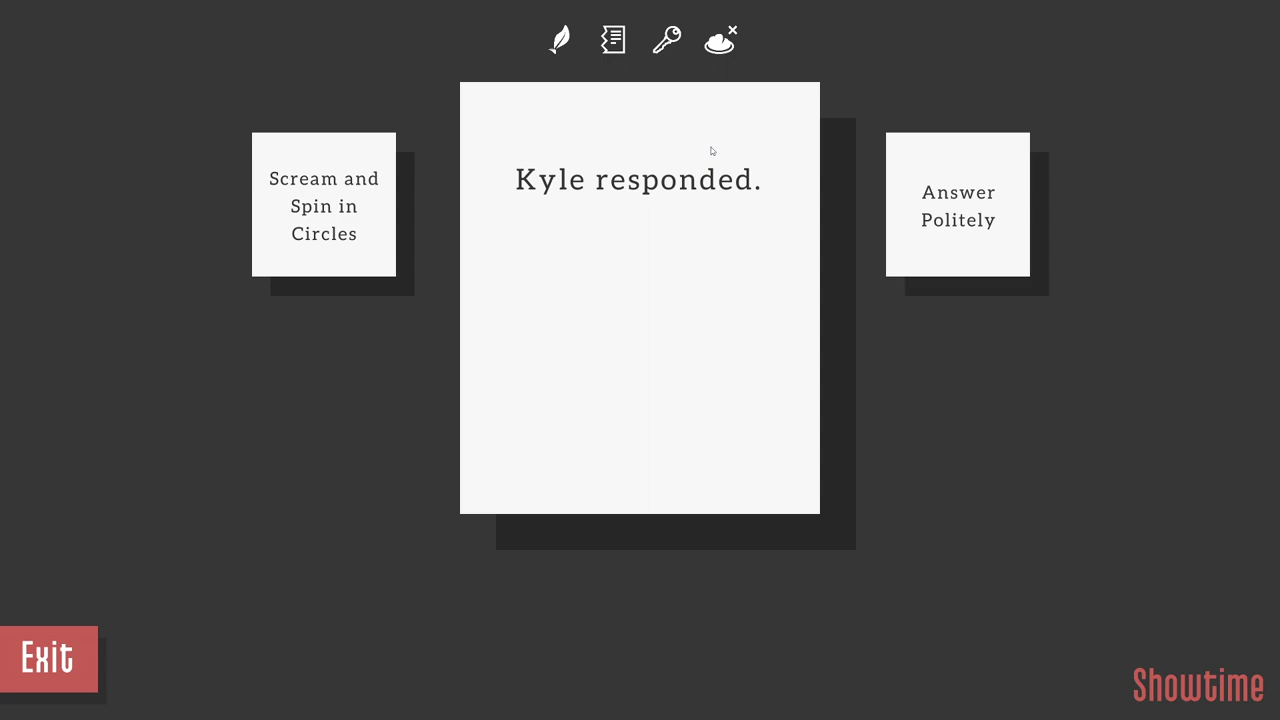 Kyle responded.
Scream and
Spin in
Circles
Answer
Politely
Exit
Showtime